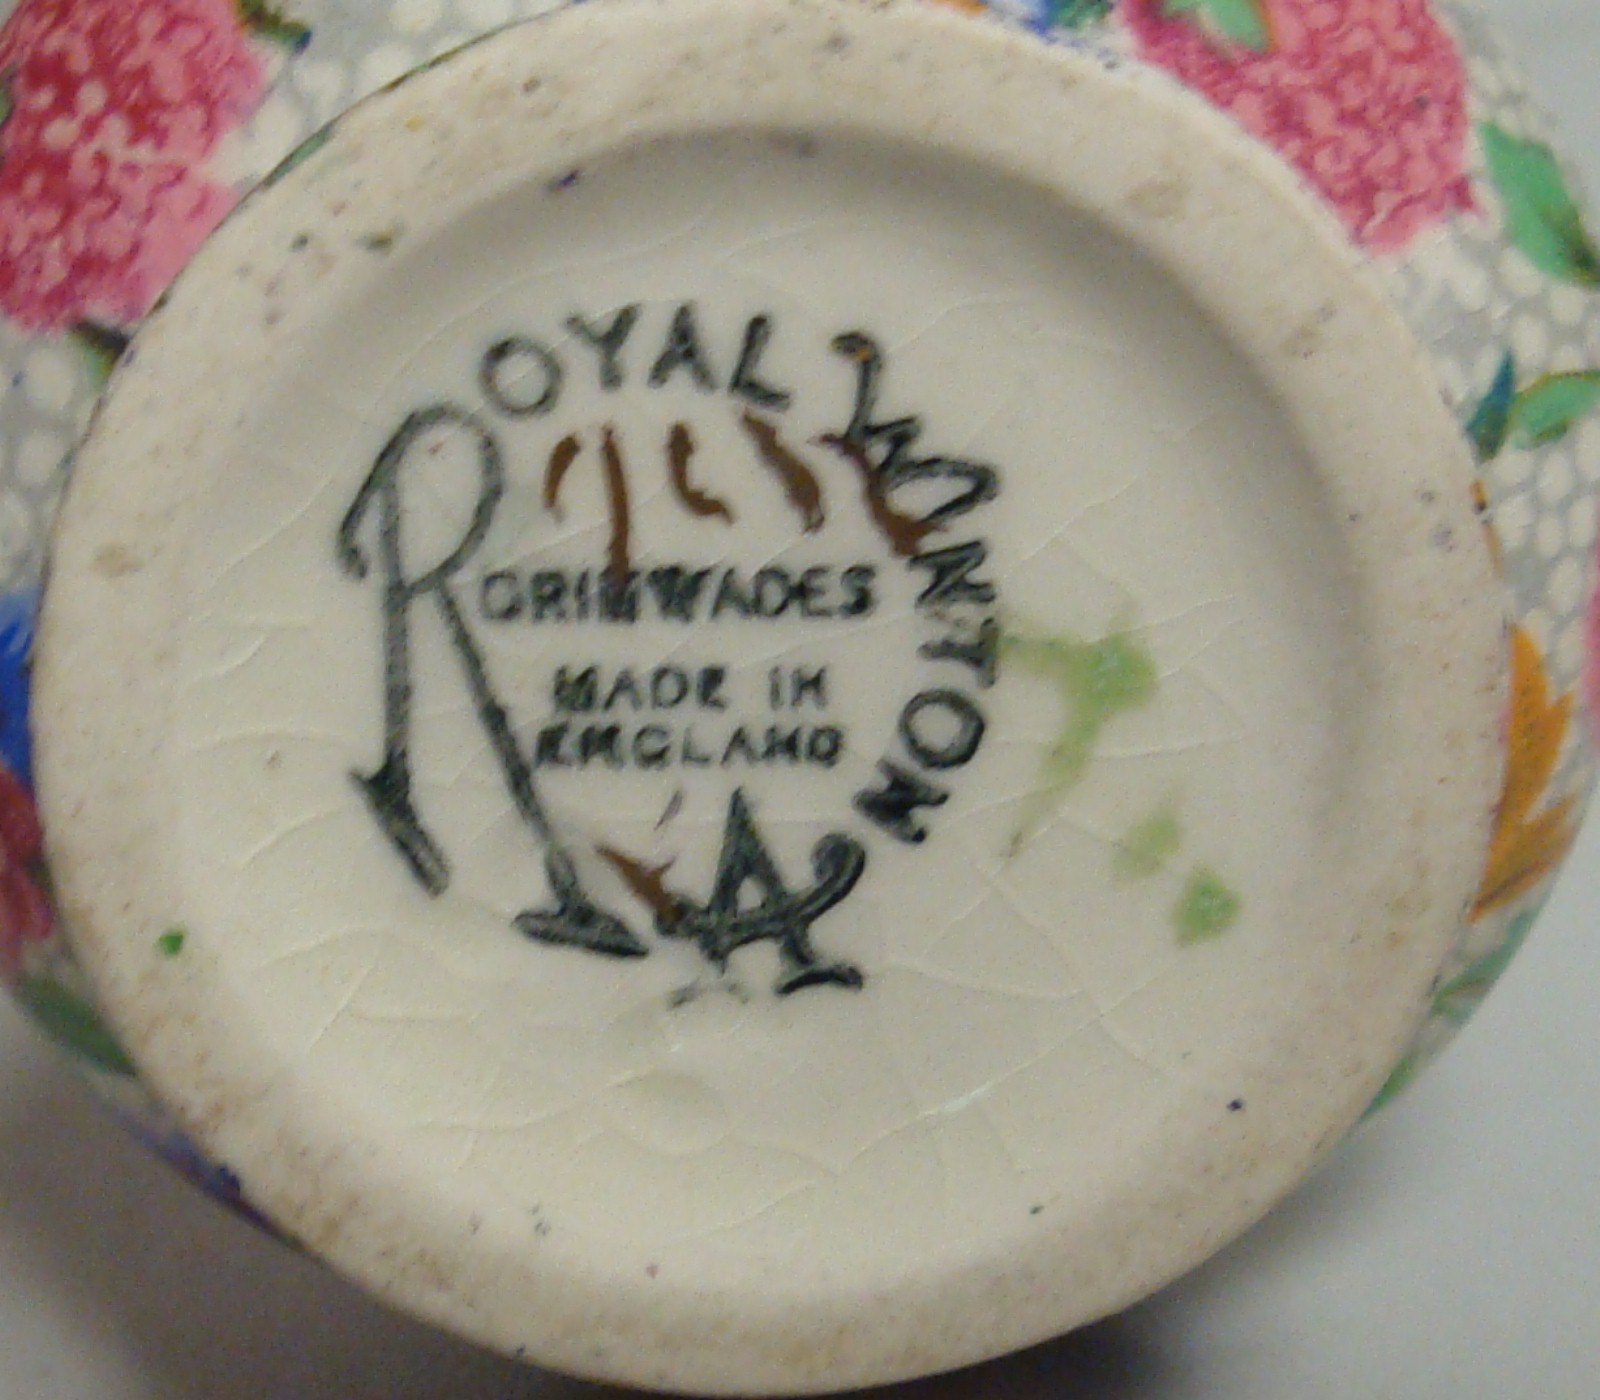 ROYAL WINTON
GRIMWADES
MADE IN
ENGLAND
A